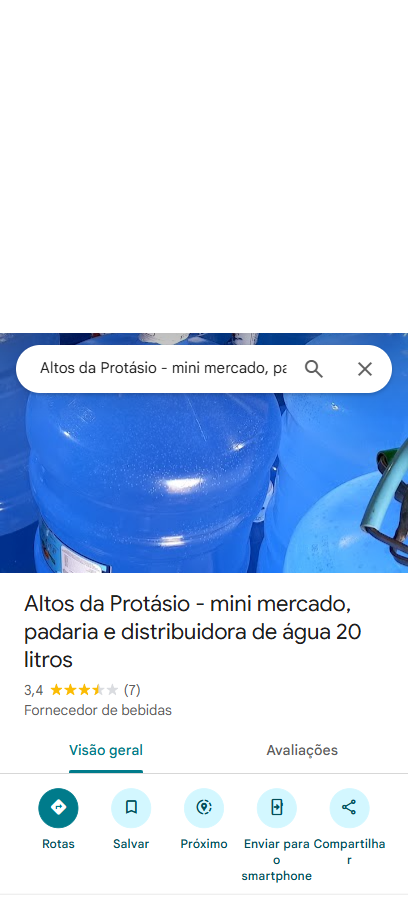 Altos da Protásio - mini mercado, pa
Altos da Protásio - mini mercado,
padaria e distribuidora de água 20
litros
3,4 (7)
Fornecedor de bebidas
Visão geral
Avaliações
Rotas
Salvar
Próximo
Enviar para
o
smartphone
Compartilha
r